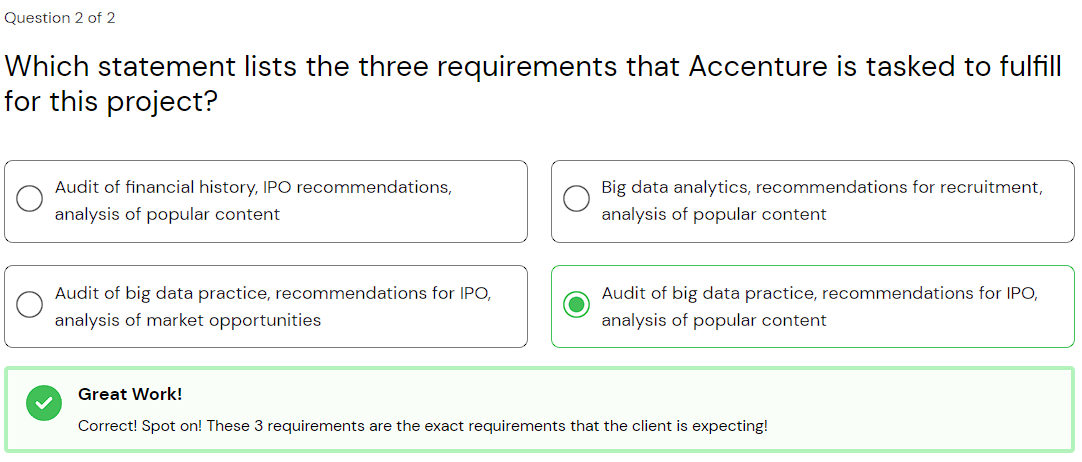 Question 2 of 2
Which statement lists the three requirements that Accenture is tasked to fulfill
for this project?
Audit of financial history, IPO recommendations,
analysis of popular content
Big data analytics, recommendations for recruitment,
analysis of popular content
Audit of big data practice, recommendations for IPO,
analysis of market opportunities
Audit of big data practice, recommendations for IPO,
analysis of popular content
Great Work!
Correct! Spot on! These 3 requirements are the exact requirements that the client is expecting!